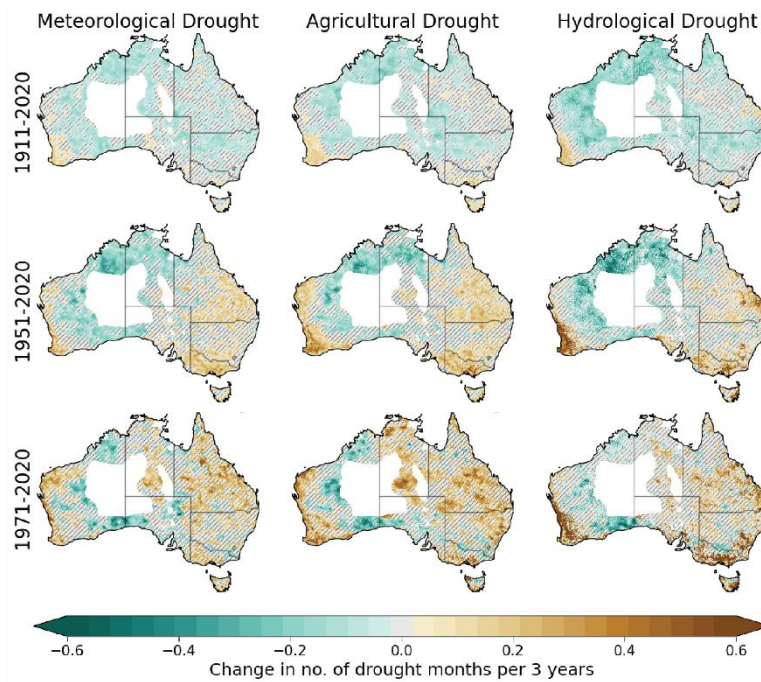 Meteorological Drought Agricultural Drought Hydrological Drought
1911-2020
1951-2020
1971-2020
−0.6 −0.4 −0.2 0.0 0.2 0.4 0.6
Change in no. of drought months per 3 years